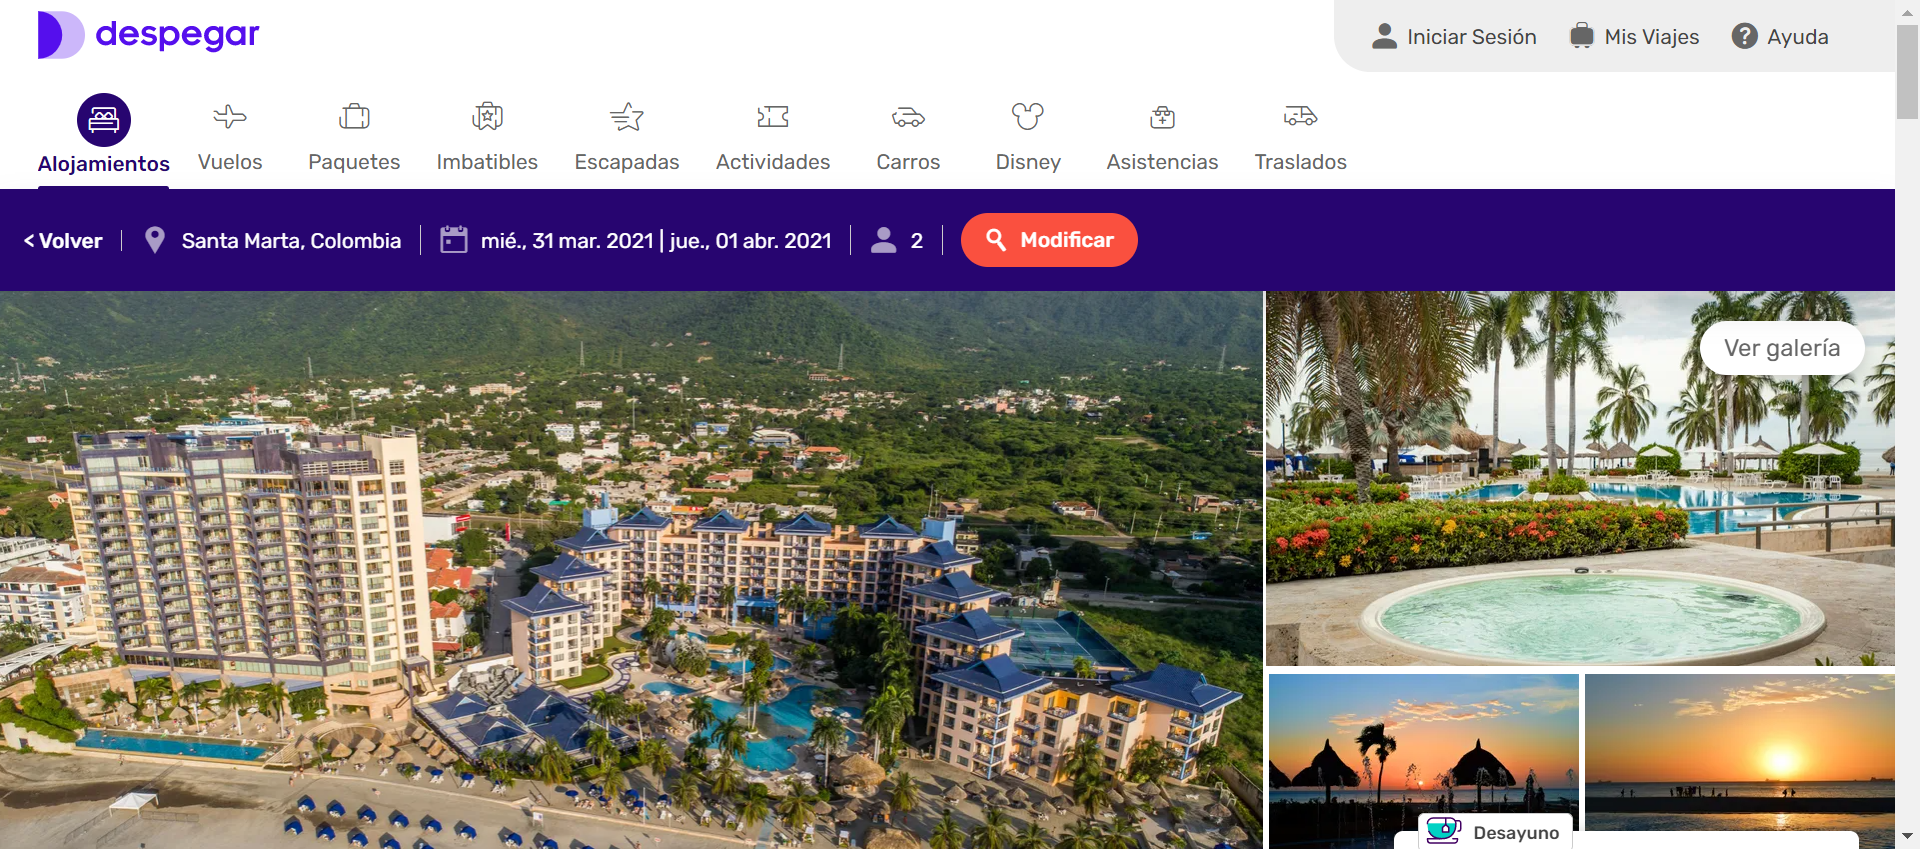 despegar
Iniciar Sesión
Mis Viajes
Ayuda
Alojamientos
Vuelos
Paquetes
Imbatibles
Escapadas
Actividades
Carros
Disney
Asistencias
Traslados
< Volver
Santa Marta, Colombia
mié., 31 mar. 2021 | jue., 01 abr. 2021
2
Modificar
Ver galería
Desayuno